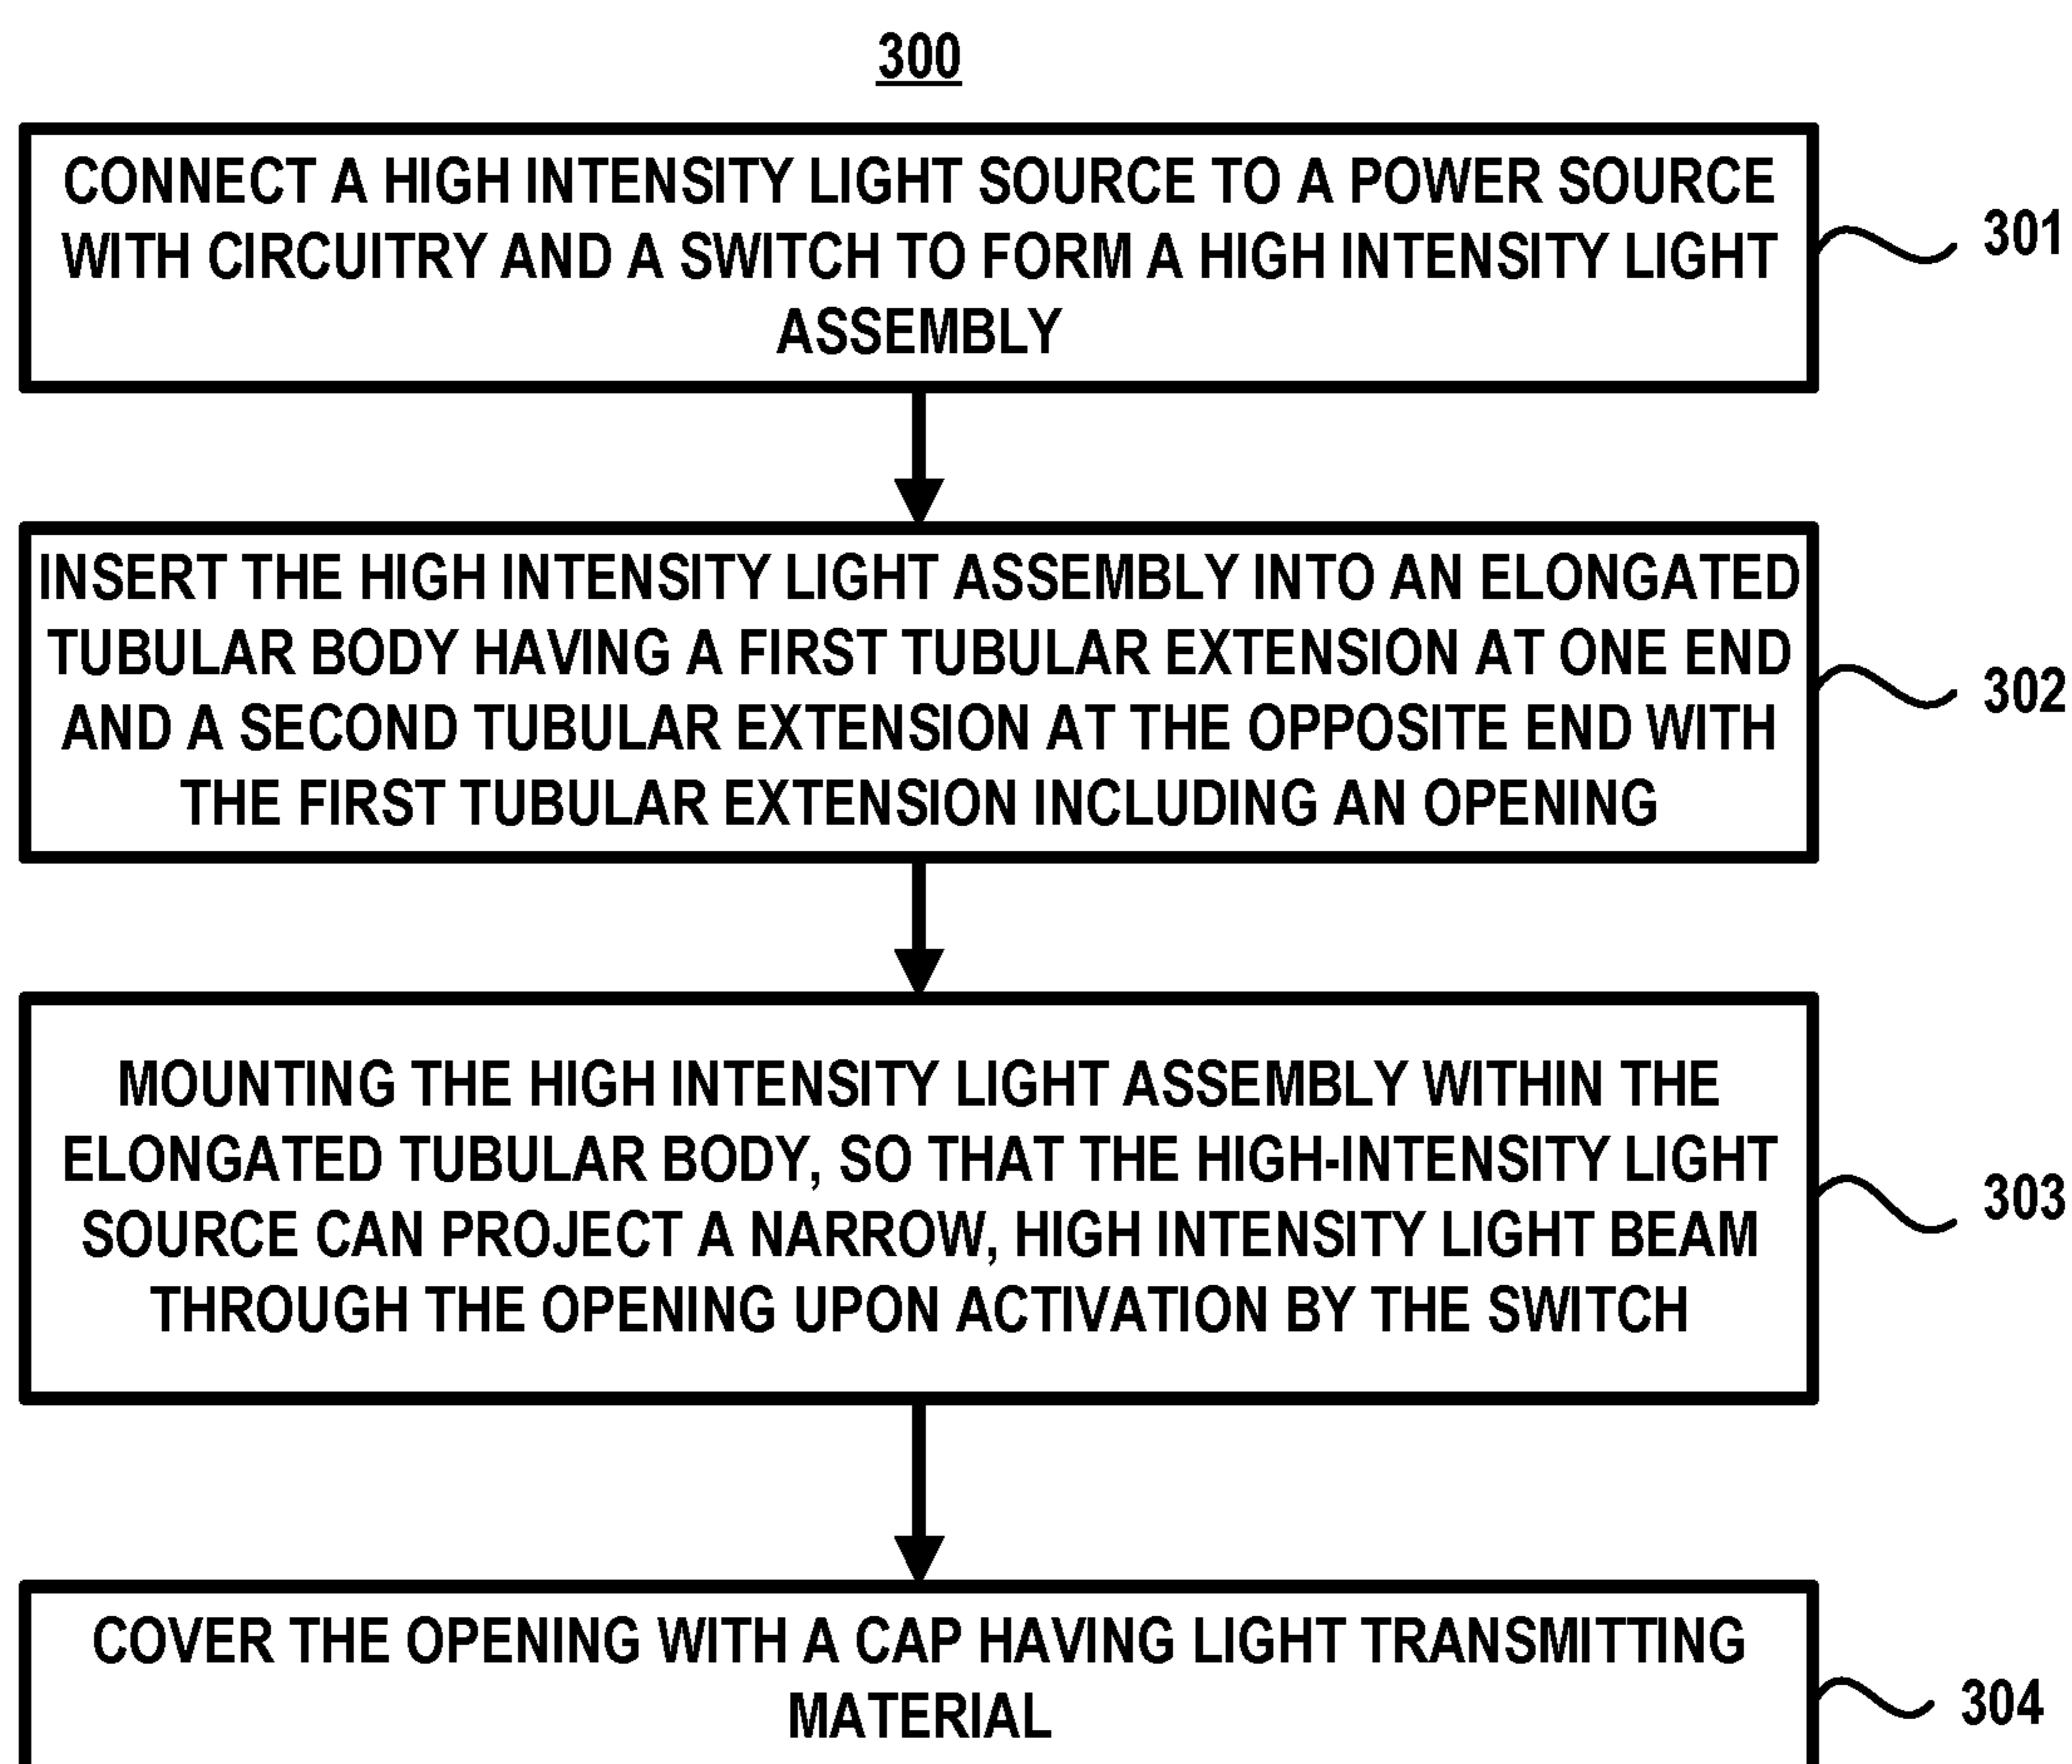 300
CONNECT A HIGH INTENSITY LIGHT SOURCE TO A POWER SOURCE
WITH CIRCUITRY AND A SWITCH TO FORM A HIGH INTENSITY LIGHT
ASSEMBLY
301
INSERT THE HIGH INTENSITY LIGHT ASSEMBLY INTO AN ELONGATED
TUBULAR BODY HAVING A FIRST TUBULAR EXTENSION AT ONE END
AND A SECOND TUBULAR EXTENSION AT THE OPPOSITE END WITH
THE FIRST TUBULAR EXTENSION INCLUDING AN OPENING
302
MOUNTING THE HIGH INTENSITY LIGHT ASSEMBLY WITHIN THE
ELONGATED TUBULAR BODY, SO THAT THE HIGH-INTENSITY LIGHT
SOURCE CAN PROJECT A NARROW, HIGH INTENSITY LIGHT BEAM
THROUGH THE OPENING UPON ACTIVATION BY THE SWITCH
303
COVER THE OPENING WITH A CAP HAVING LIGHT TRANSMITTING
MATERIAL
304